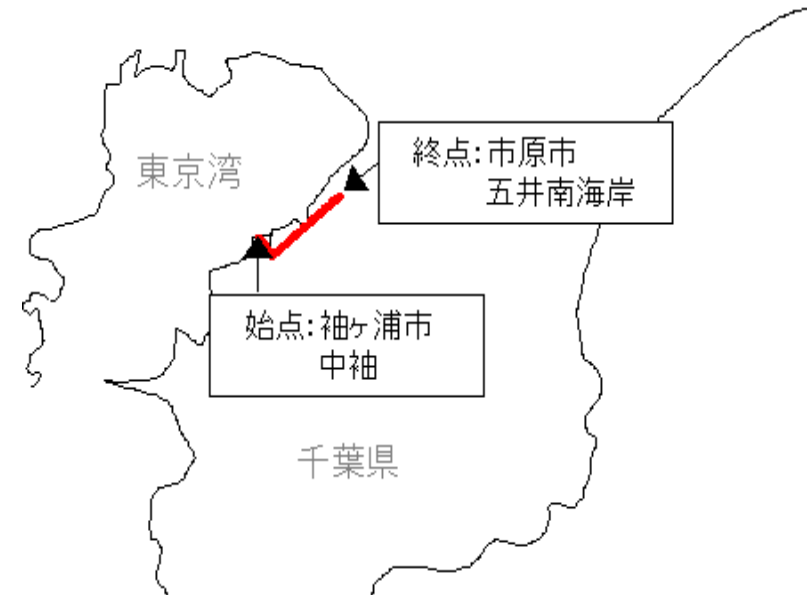 東京湾
終点:市原市
五井南海岸
始点:袖ヶ浦市
中袖
千葉県